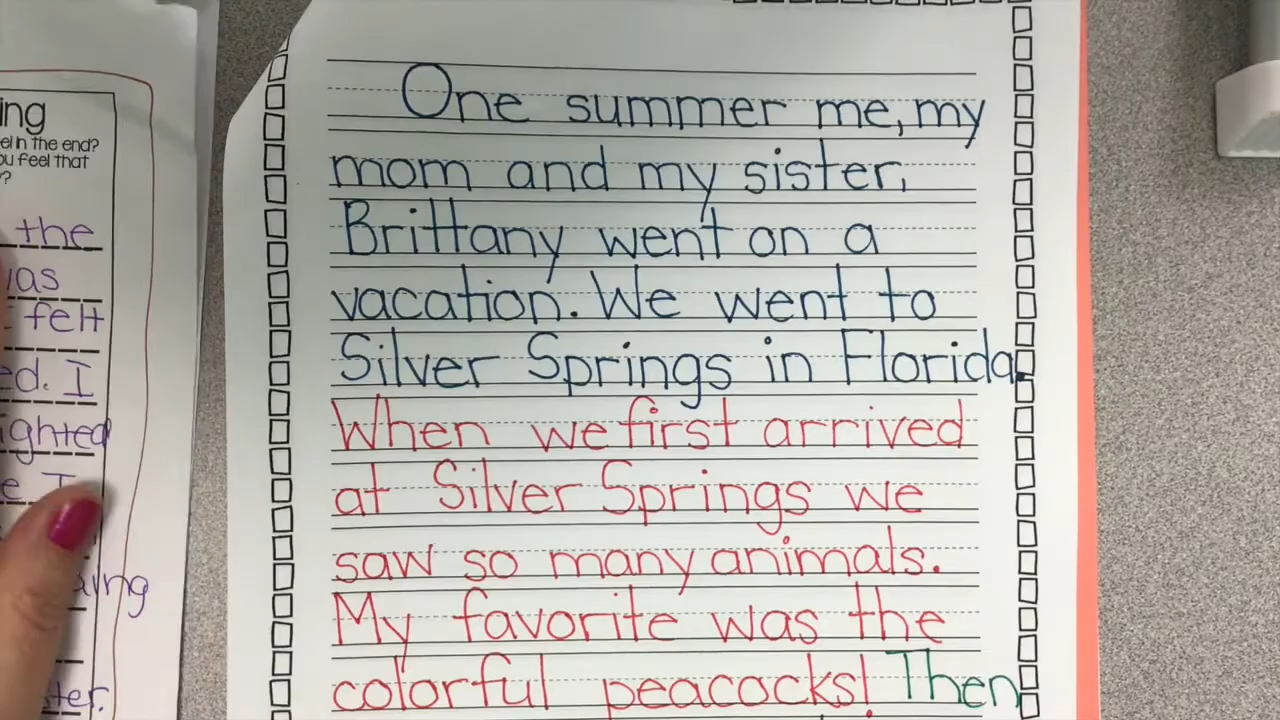 ing
el in the end?
ou feel that
?
the
was
felt
ed. I
ighted
e I
aing
ter.
One summer me, my
mom and my sister,
Brittany went on a
vacation. We went to
Silver Springs in Florida.
When we first arrived
at Silver Springs we
saw so many animals.
My favorite was the
colorful peacocks! Then